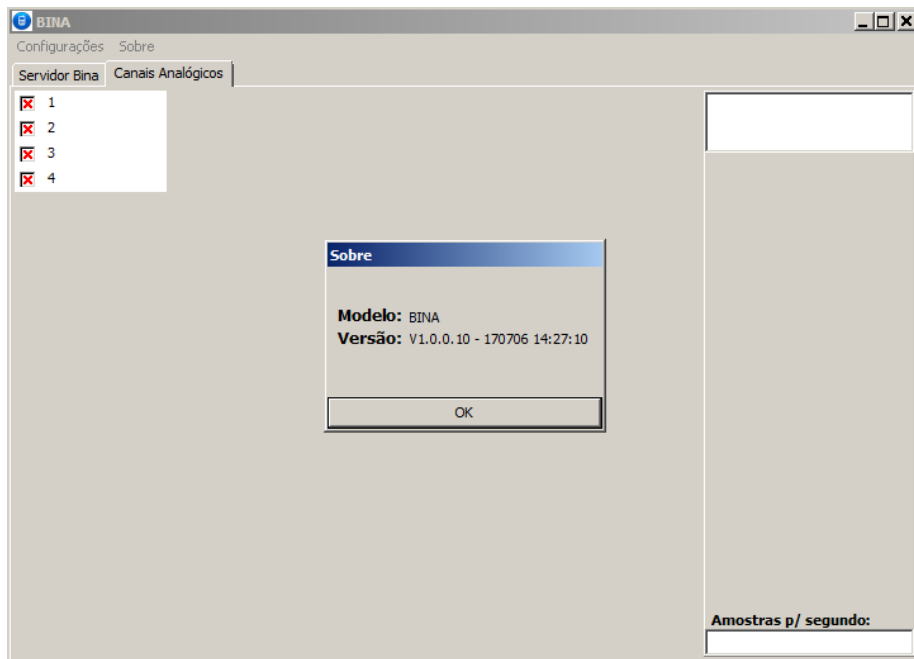 BINA
Configurações Sobre
Servidor Bina Canais Analógicos
1
2
3
4
Sobre
Modelo: BINA
Versão: V1.0.0.10 - 170706 14:27:10
OK
Amostras p/ segundo: